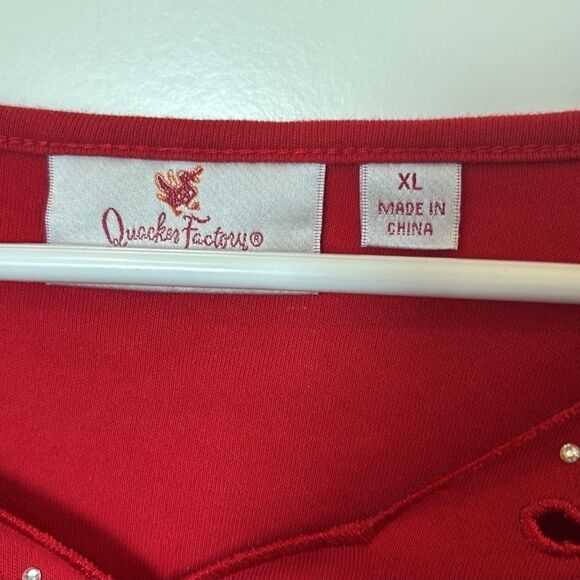 Quacker Factory®
XL
MADE IN
CHINA